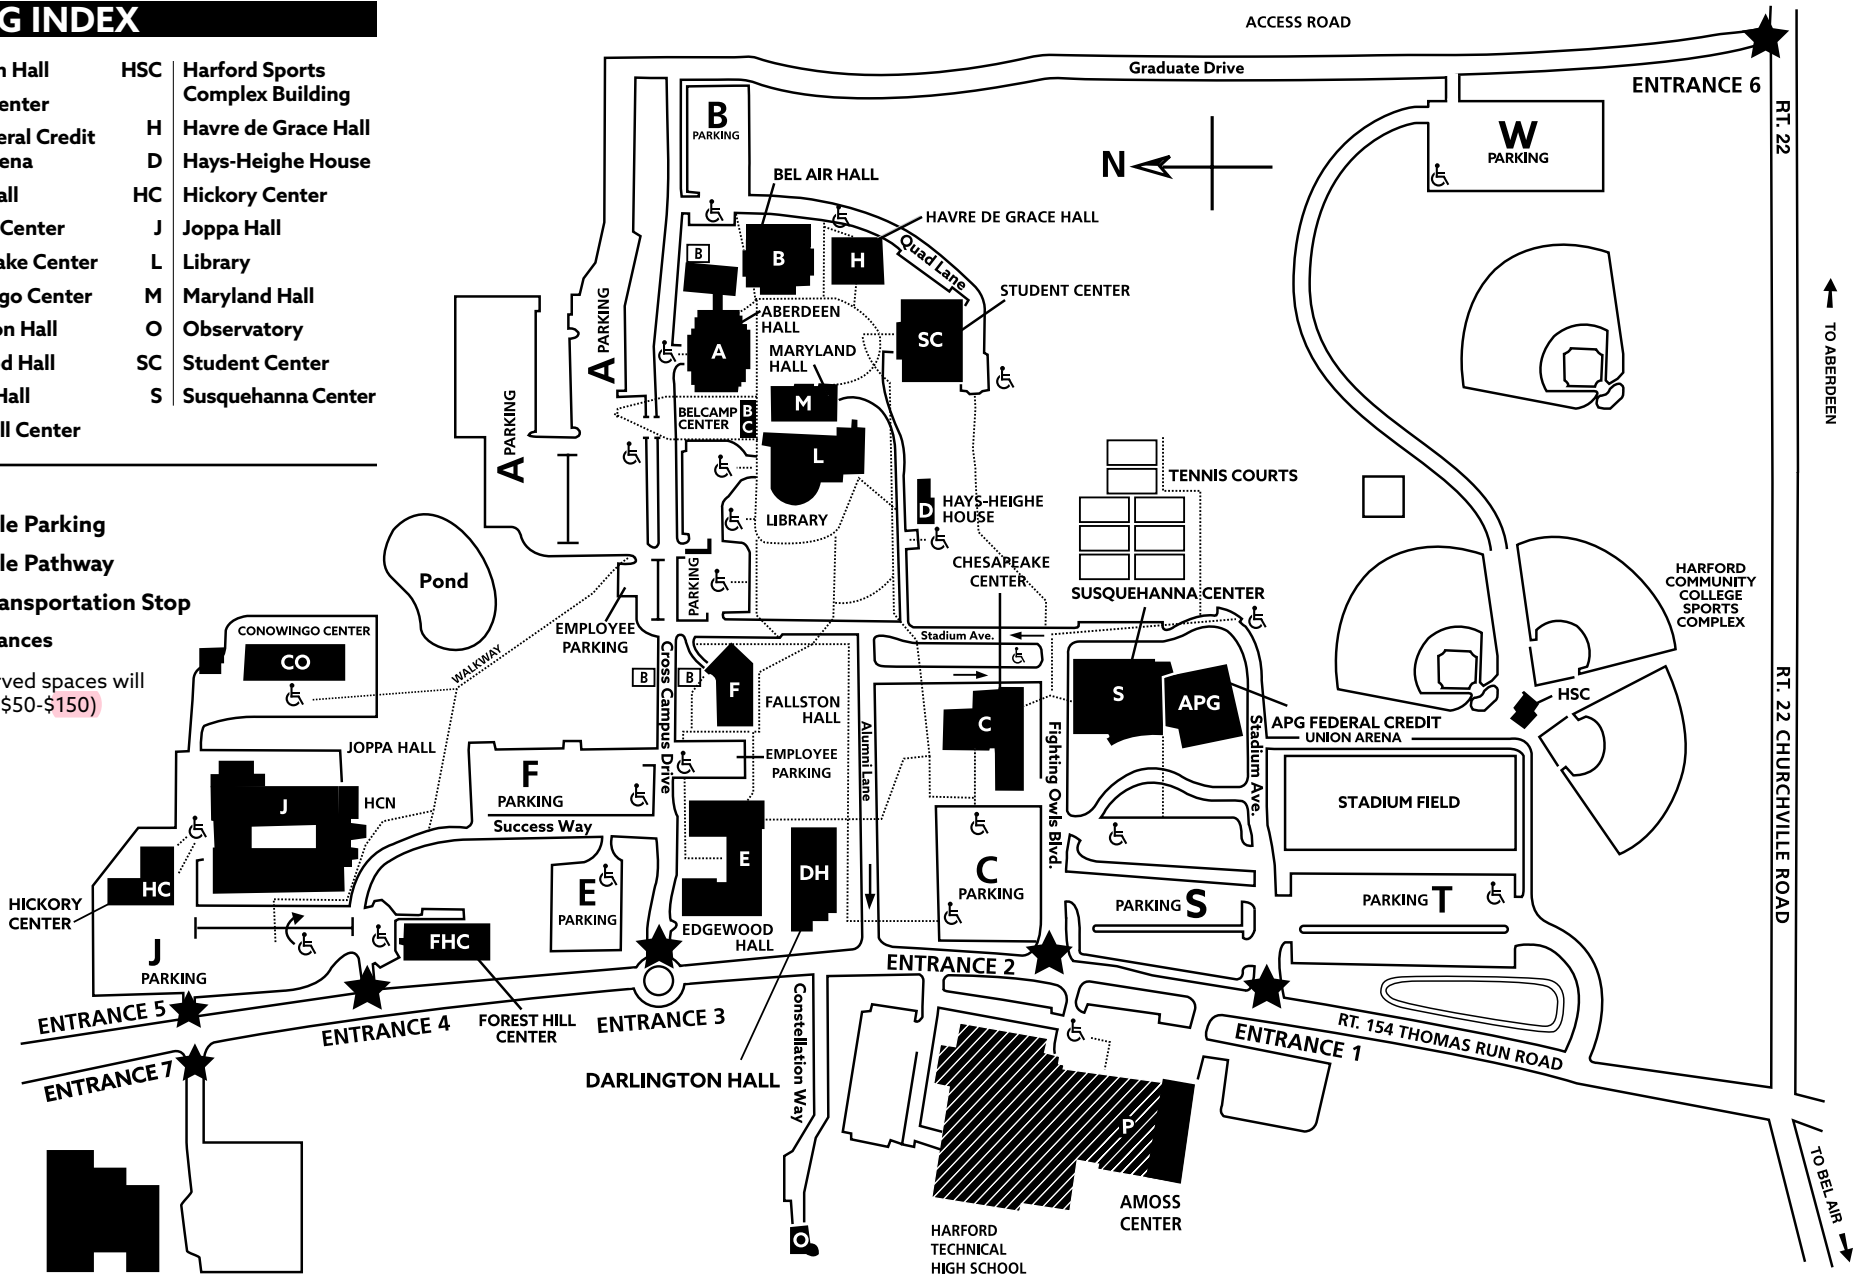 G INDEX
n Hall
enter
eral Credit
ena
all
Center
ake Center
go Center
on Hall
d Hall
Hall
ll Center
HSC Harford Sports
Complex Building
H Havre de Grace Hall
D Hays-Heighe House
HC Hickory Center
J Joppa Hall
L Library
M Maryland Hall
O Observatory
SC Student Center
S Susquehanna Center
le Parking
le Pathway
ansportation Stop
ances
rved spaces will
$50-$150)
ACCESS ROAD
Graduate Drive
ENTRANCE 6
RT. 22
B
PARKING
W
PARKING
N
BEL AIR HALL
HAVRE DE GRACE HALL
Quad Lane
B
B
H
STUDENT CENTER
ABERDEEN
HALL
SC
A
A PARKING
MARYLAND
HALL
M
BELCAMP
CENTER
B
C
A PARKING
L
LIBRARY
D
HAYS-HEIGHE
HOUSE
TENNIS COURTS
TO ABERDEEN
Pond
PARKING L
CHESAPEAKE
CENTER
SUSQUEHANNA CENTER
HARFORD
COMMUNITY
COLLEGE
SPORTS
COMPLEX
CONOWINGO CENTER
CO
WALKWAY
EMPLOYEE
PARKING
Stadium Ave.
B
B
Cross Campus Drive
F
FALLSTON
HALL
S
APG
C
HSC
APG FEDERAL CREDIT
UNION ARENA
RT. 22 CHURCHVILLE ROAD
JOPPA HALL
J
HCN
F
PARKING
Success Way
EMPLOYEE
PARKING
Alumni Lane
Fighting Owls Blvd.
Stadium Ave.
STADIUM FIELD
HC
HICKORY
CENTER
E
PARKING
E
DH
C
PARKING
PARKING S
PARKING T
EDGEWOOD
HALL
FHC
J
PARKING
ENTRANCE 2
ENTRANCE 5
ENTRANCE 4
FOREST HILL
CENTER
ENTRANCE 3
ENTRANCE 1
RT. 154 THOMAS RUN ROAD
ENTRANCE 7
DARLINGTON HALL
Constellation Way
P
O
AMOSS
CENTER
HARFORD
TECHNICAL
HIGH SCHOOL
TO BEL AIR